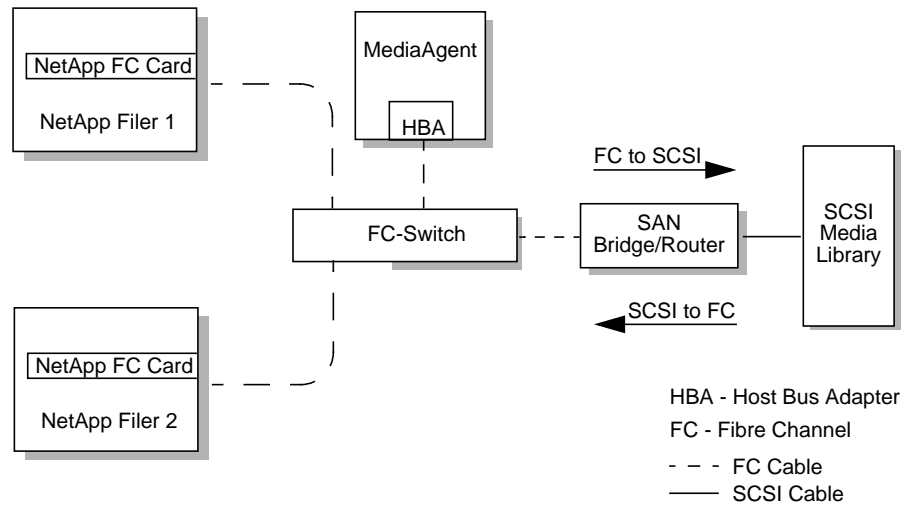 NetApp FC Card
NetApp Filer 1
MediaAgent
HBA
FC to SCSI
FC-Switch
SAN
Bridge/Router
SCSI
Media
Library
SCSI to FC
NetApp FC Card
NetApp Filer 2
HBA - Host Bus Adapter
FC - Fibre Channel
FC Cable
SCSI Cable